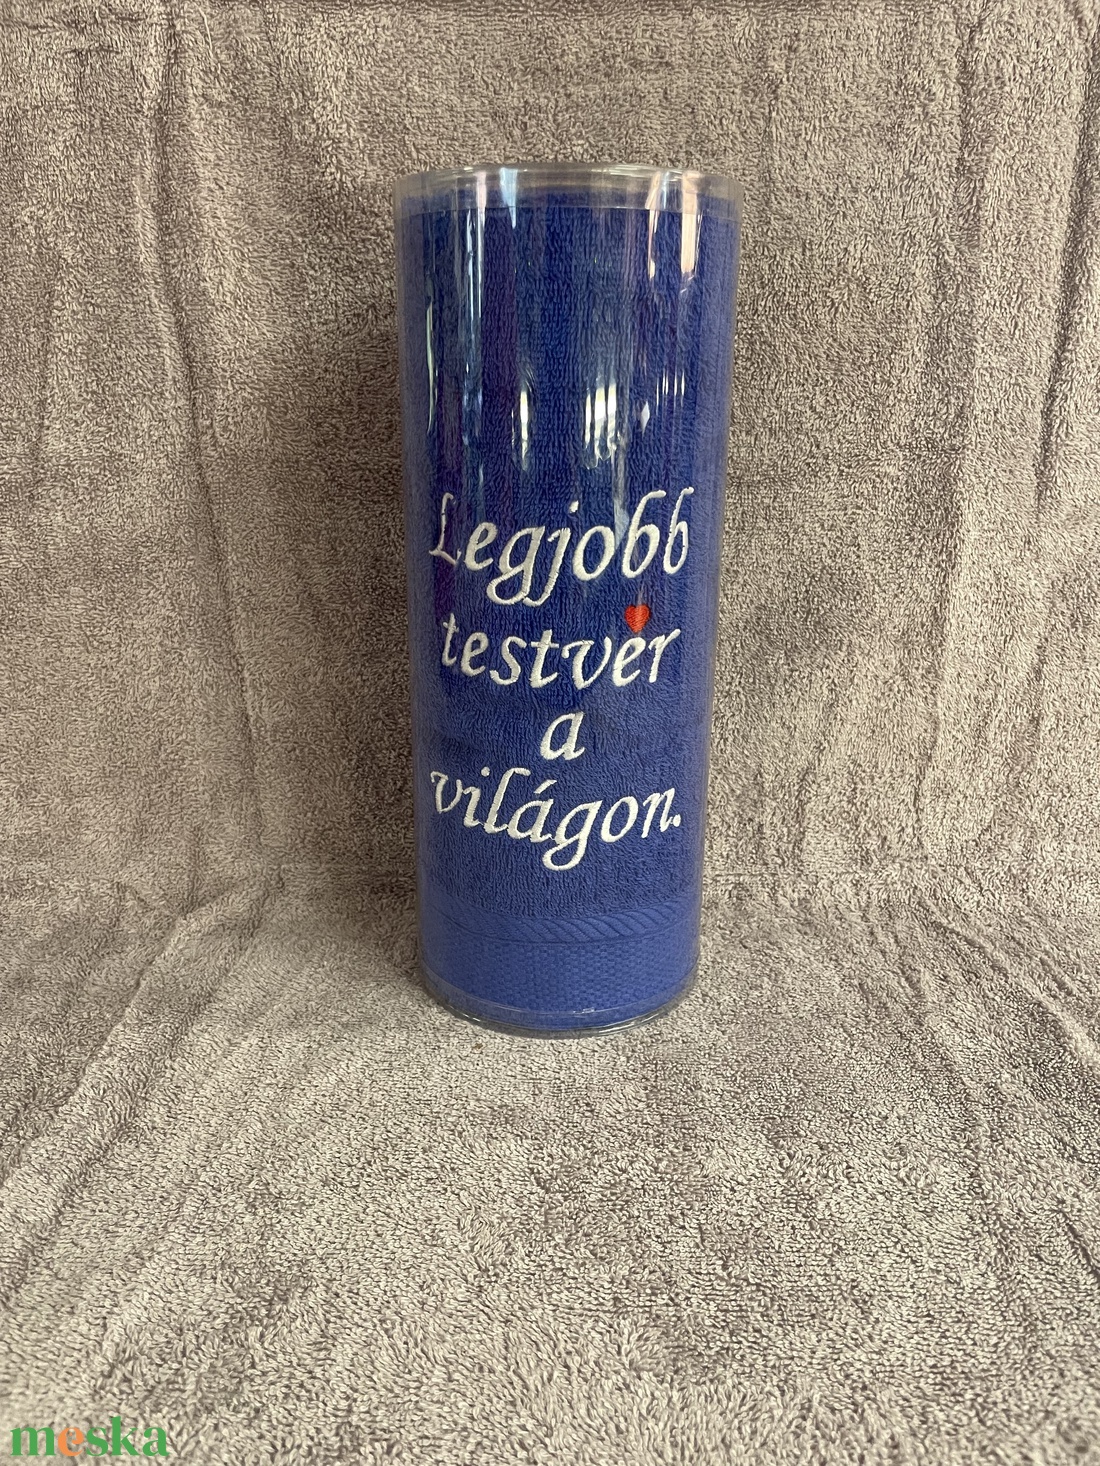 Legjobb
testvér
a
világon.
meska